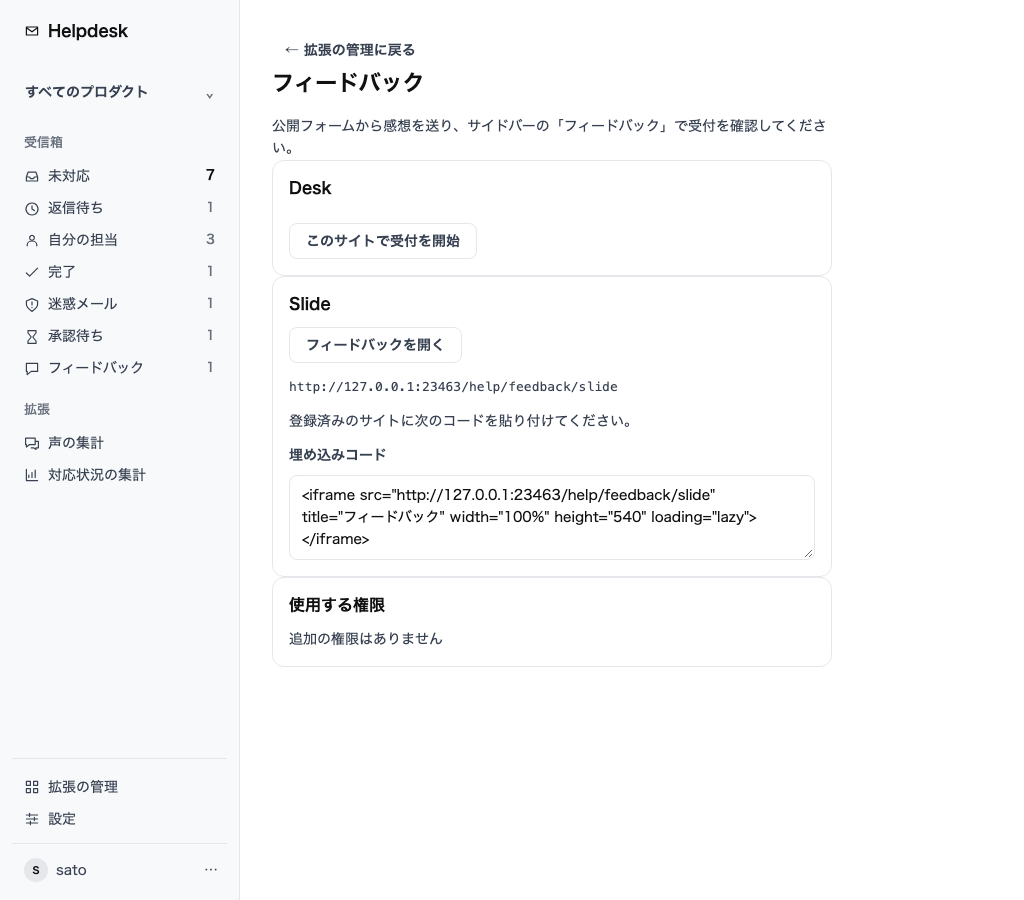 Helpdesk
すべてのプロダクト
受信箱
未対応 7
返信待ち 1
自分の担当 3
完了 1
迷惑メール 1
承認待ち 1
フィードバック 1
拡張
声の集計
対応状況の集計
拡張の管理
設定
S sato ...
← 拡張の管理に戻る
フィードバック
公開フォームから感想を送り、サイドバーの「フィードバック」で受付を確認してくださ
い。
Desk
このサイトで受付を開始
Slide
フィードバックを開く
http://127.0.0.1:23463/help/feedback/slide
登録済みのサイトに次のコードを貼り付けてください。
埋め込みコード
<iframe src="http://127.0.0.1:23463/help/feedback/slide"
title="フィードバック" width="100%" height="540" loading="lazy">
</iframe>
使用する権限
追加の権限はありません